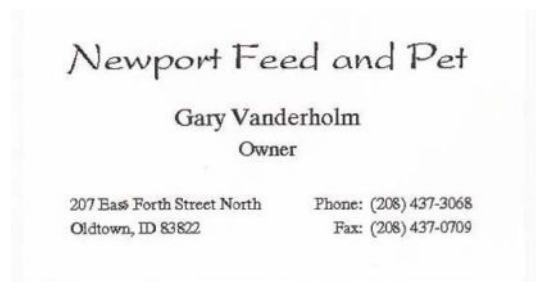 Newport Feed and Pet
Gary Vanderholm
Owner
207 East Forth Street North
Oldtown, ID 83822
Phone: (208) 437-3068
Fax: (208) 437-0709